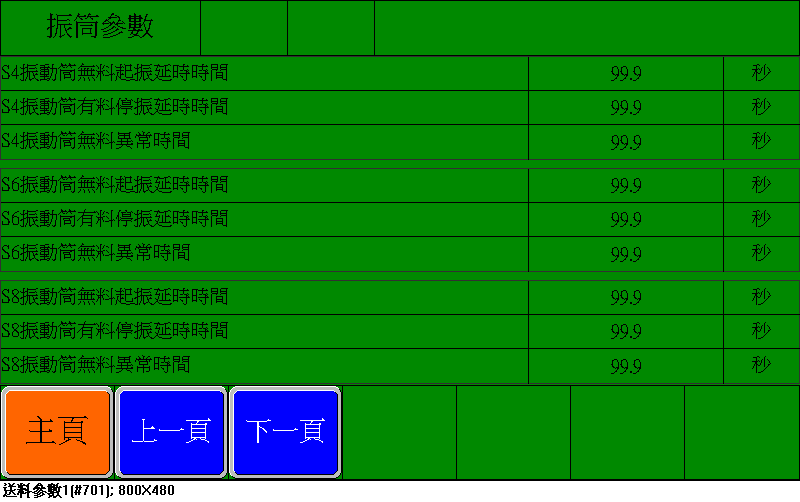 振筒參數
S4振動筒無料起振延時時間 99.9 秒
S4振動筒有料停振延時時間 99.9 秒
S4振動筒無料異常時間 99.9 秒
S6振動筒無料起振延時時間 99.9 秒
S6振動筒有料停振延時時間 99.9 秒
S6振動筒無料異常時間 99.9 秒
S8振動筒無料起振延時時間 99.9 秒
S8振動筒有料停振延時時間 99.9 秒
S8振動筒無料異常時間 99.9 秒
主頁 上一頁 下一頁
送料參數1(#701); 800X480